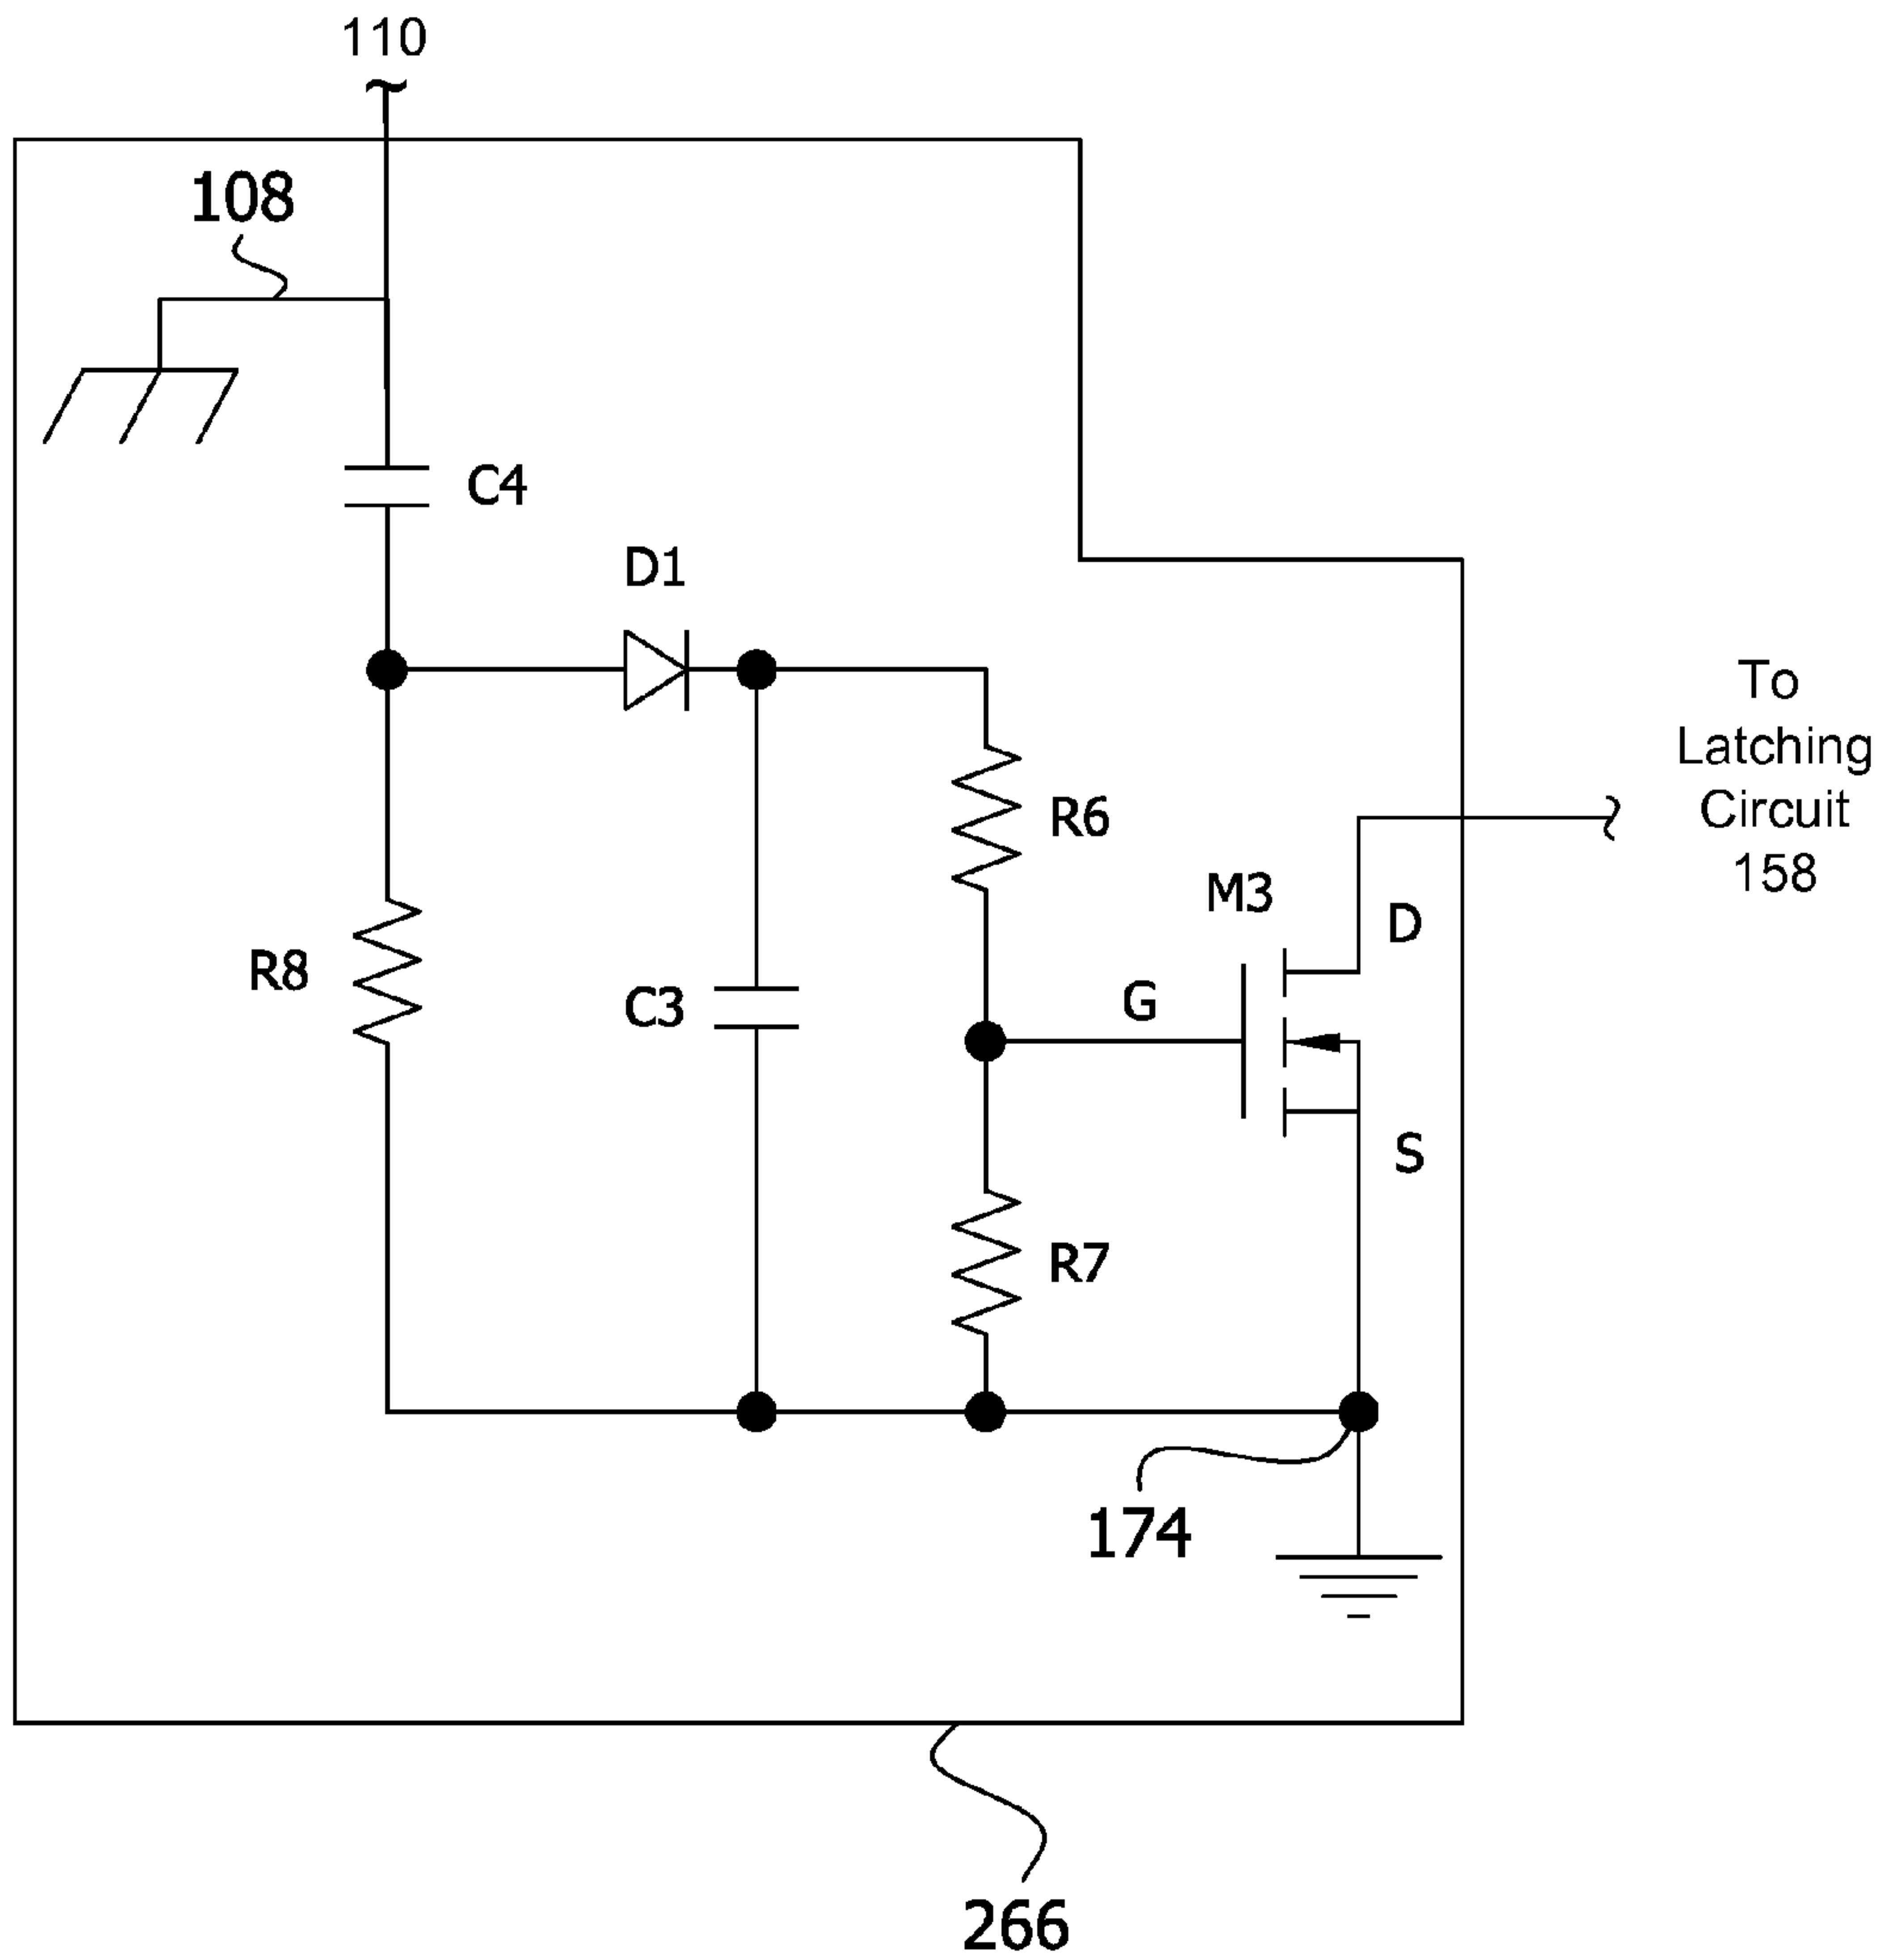 110
108
C4
D1
To
Latching
Circuit
158
R6
M3
D
R8
C3
G
S
R7
174
266